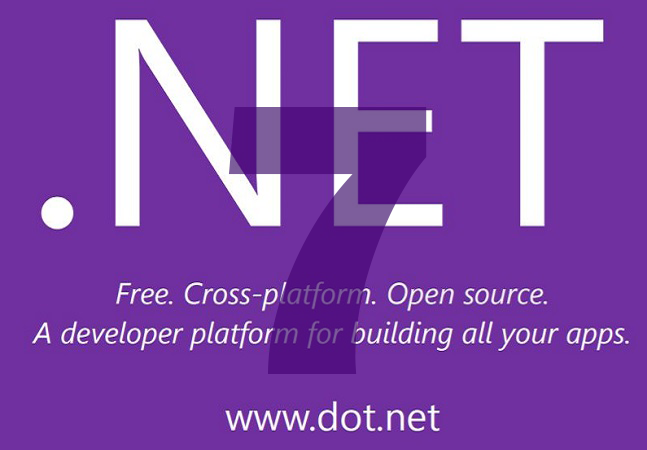 .NET
7
Free. Cross-platform. Open source.
A developer platform for building all your apps.
www.dot.net